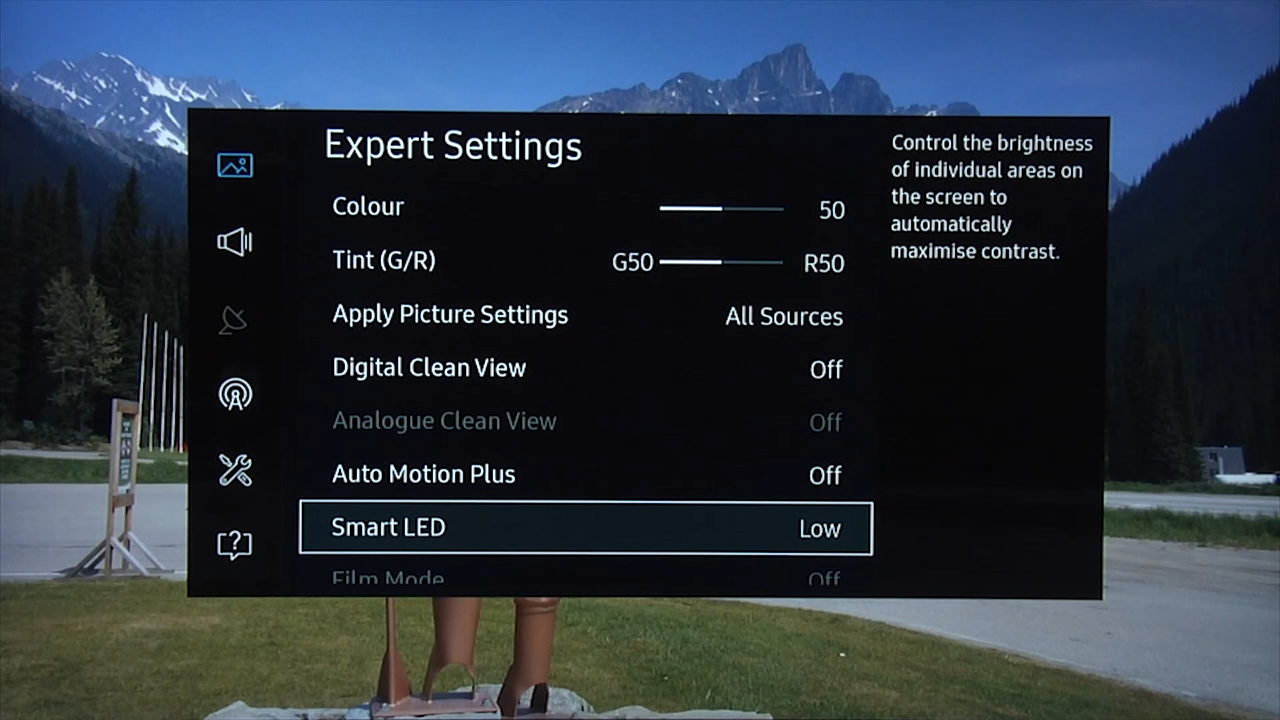 Expert Settings
Colour 50
Tint (G/R) G50 R50
Apply Picture Settings All Sources
Digital Clean View Off
Analogue Clean View Off
Auto Motion Plus Off
Smart LED Low
Film Mode Off
Control the brightness
of individual areas on
the screen to
automatically
maximise contrast.